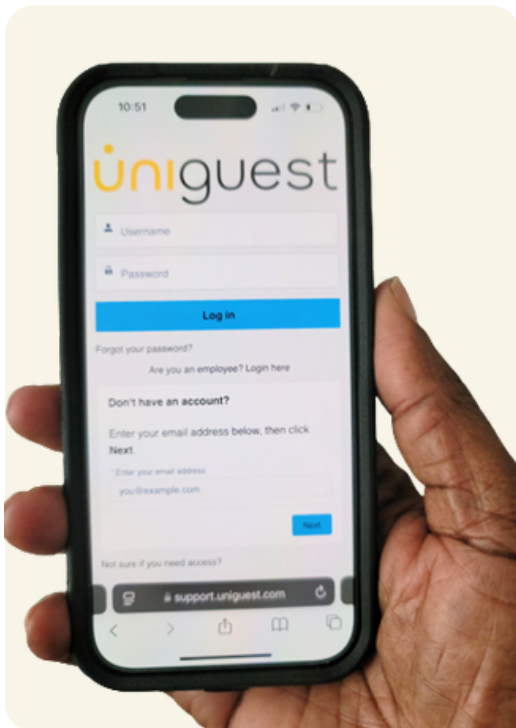 10:51
uniguest
Username
Password
Log in
Forgot your password?
Are you an employee? Login here
Don't have an account?
Enter your email address below, then click
Next.
* Enter your email address
you@example.com
Next
Not sure if you need access?
support.uniguest.com